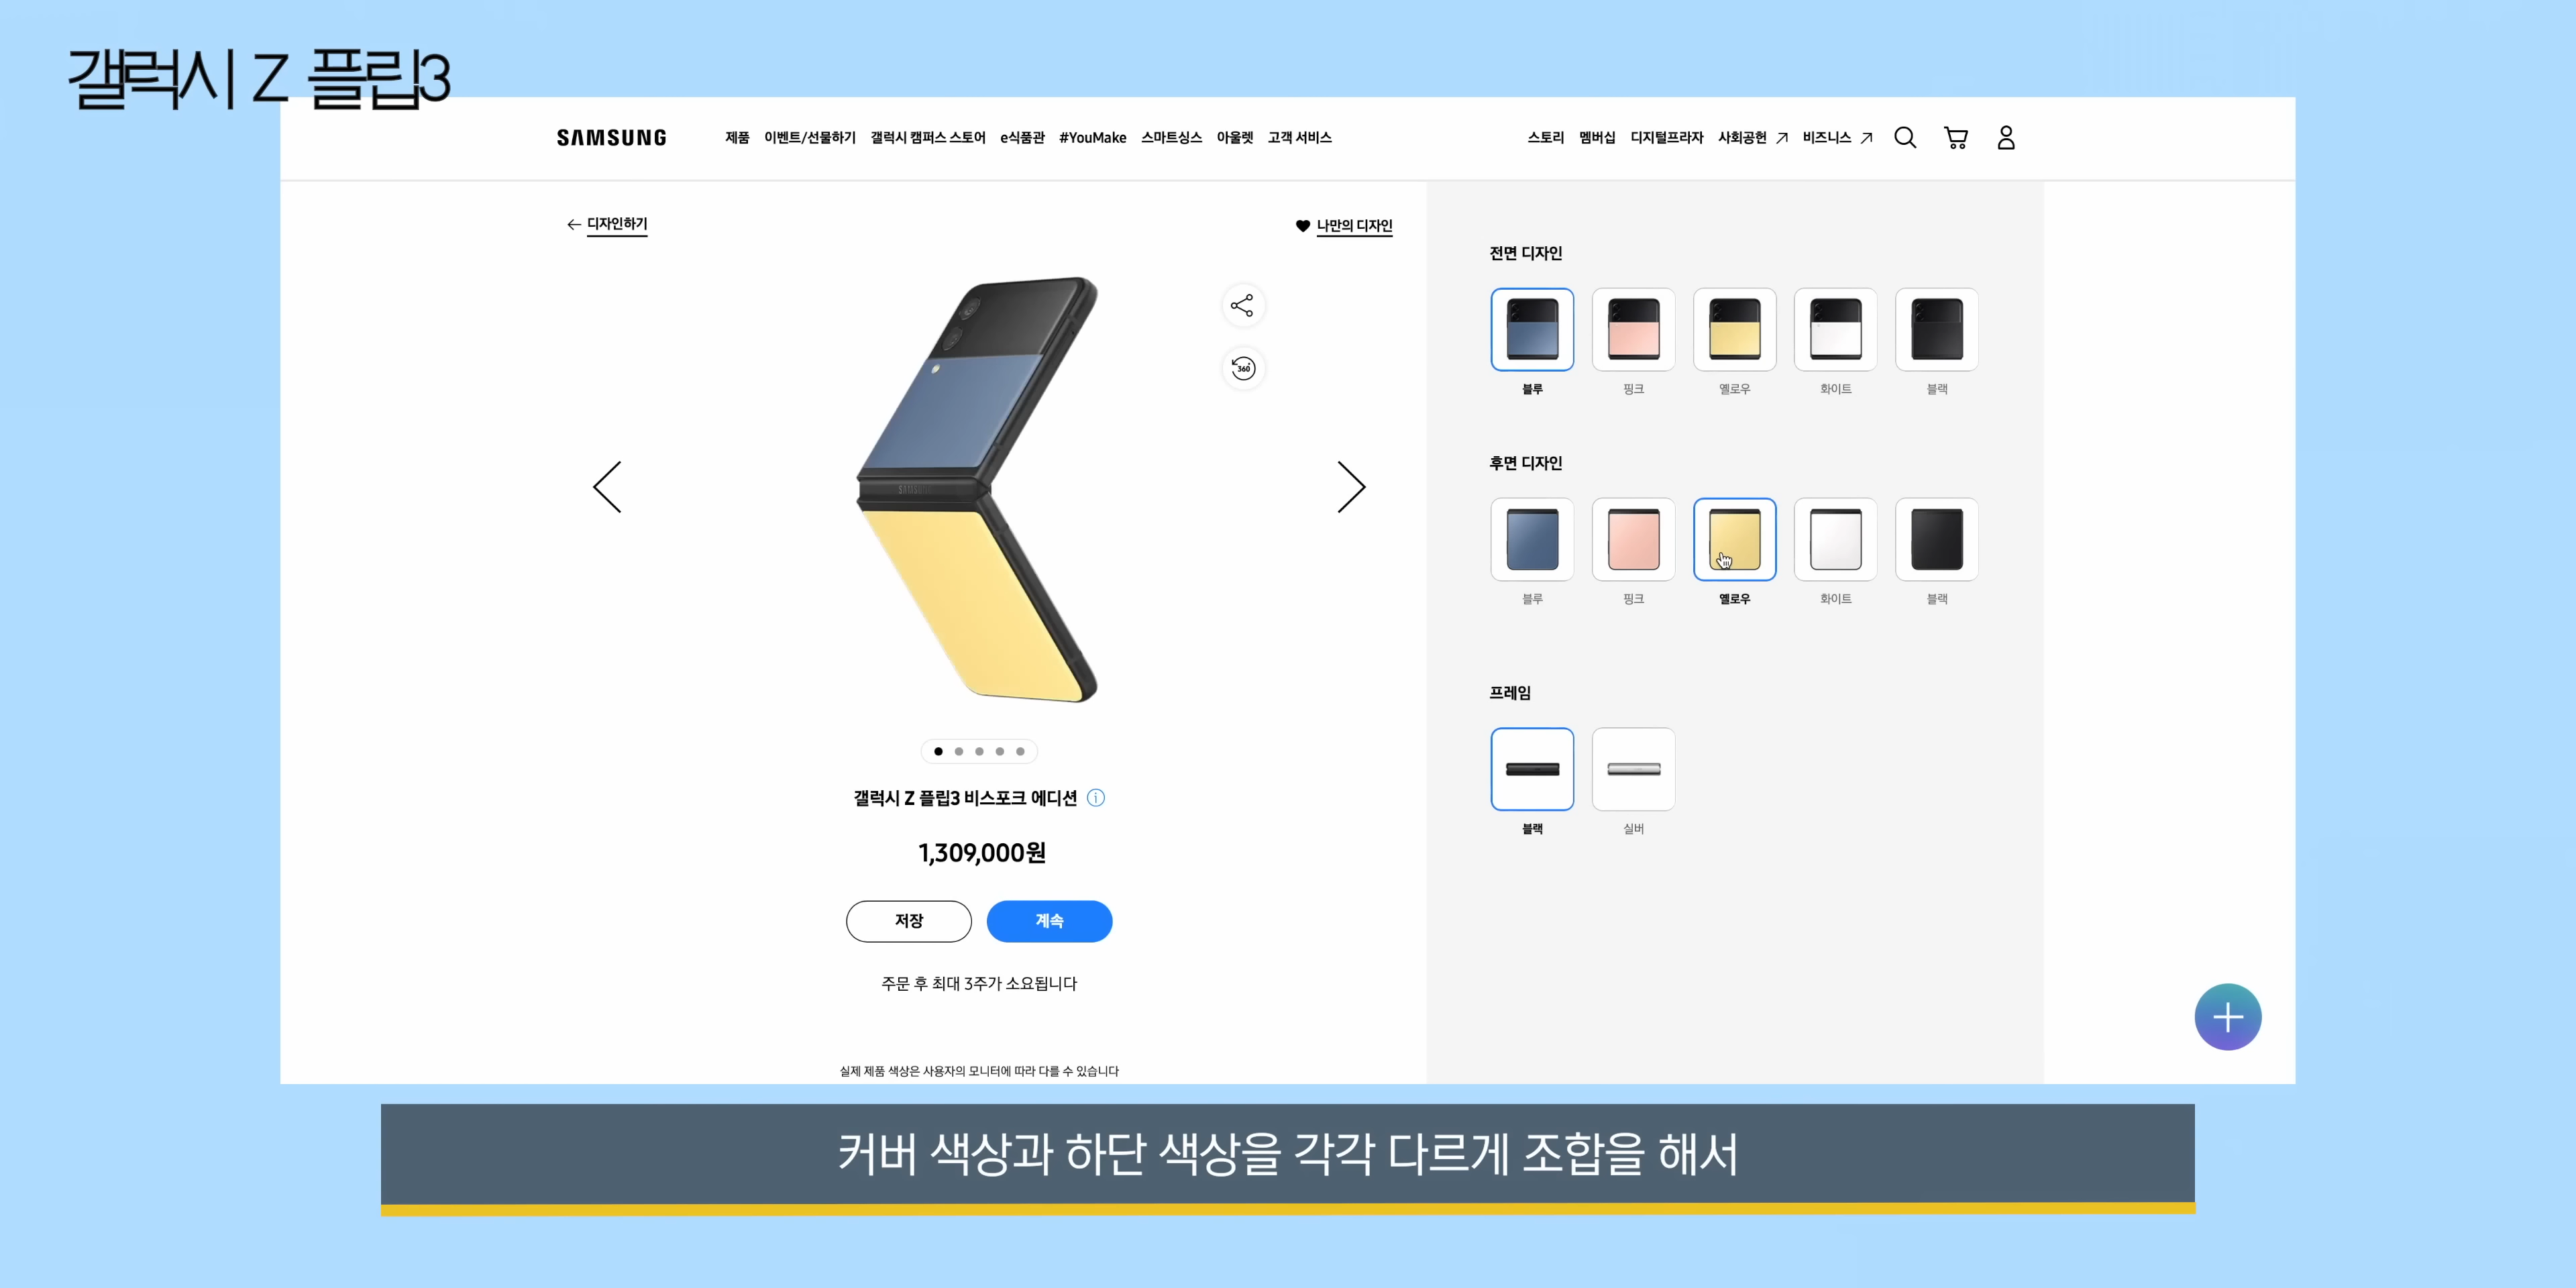 갤럭시 Z 플립3
SAMSUNG 제품 이벤트/선물하기 갤럭시 캠퍼스 스토어 e식품관 #YouMake 스마트싱스 아울렛 고객 서비스 스토리 멤버십 디지털프라자 사회공헌 비즈니스
디자인하기
나만의 디자인
360
SAMSUNG
갤럭시 Z 플립3 비스포크 에디션
1,309,000원
저장 계속
주문 후 최대 3주가 소요됩니다
실제 제품 색상은 사용자의 모니터에 따라 다를 수 있습니다
전면 디자인
블루 핑크 옐로우 화이트 블랙
후면 디자인
블루 핑크 옐로우 화이트 블랙
프레임
블랙 실버
커버 색상과 하단 색상을 각각 다르게 조합을 해서